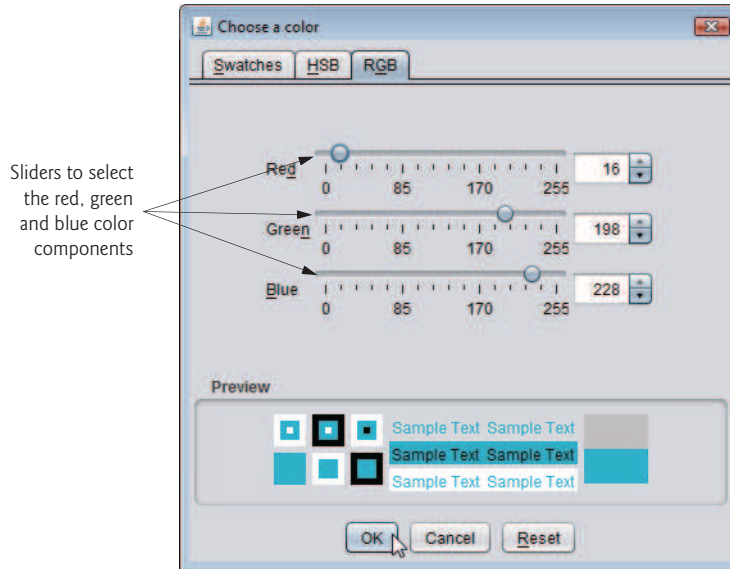 Choose a color
Swatches HSB RGB
Sliders to select
the red, green
and blue color
components
Red 16
0 85 170 255
Green 198
0 85 170 255
Blue 228
0 85 170 255
Preview
Sample Text Sample Text
Sample Text Sample Text
Sample Text Sample Text
OK Cancel Reset